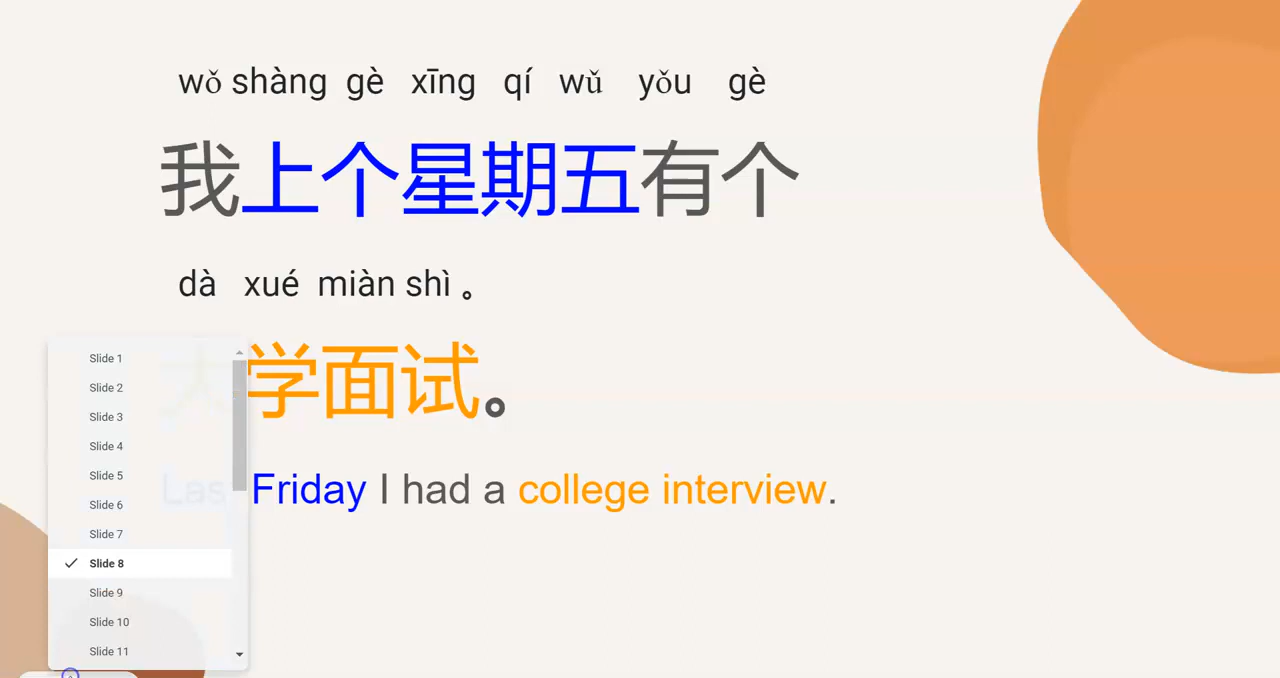 wǒ shàng gè xīng qí wǔ yǒu gè
我上个星期五有个
dà xué miàn shì 。
大学面试。
Last Friday I had a college interview.
Slide 1
Slide 2
Slide 3
Slide 4
Slide 5
Slide 6
Slide 7
Slide 8
Slide 9
Slide 10
Slide 11